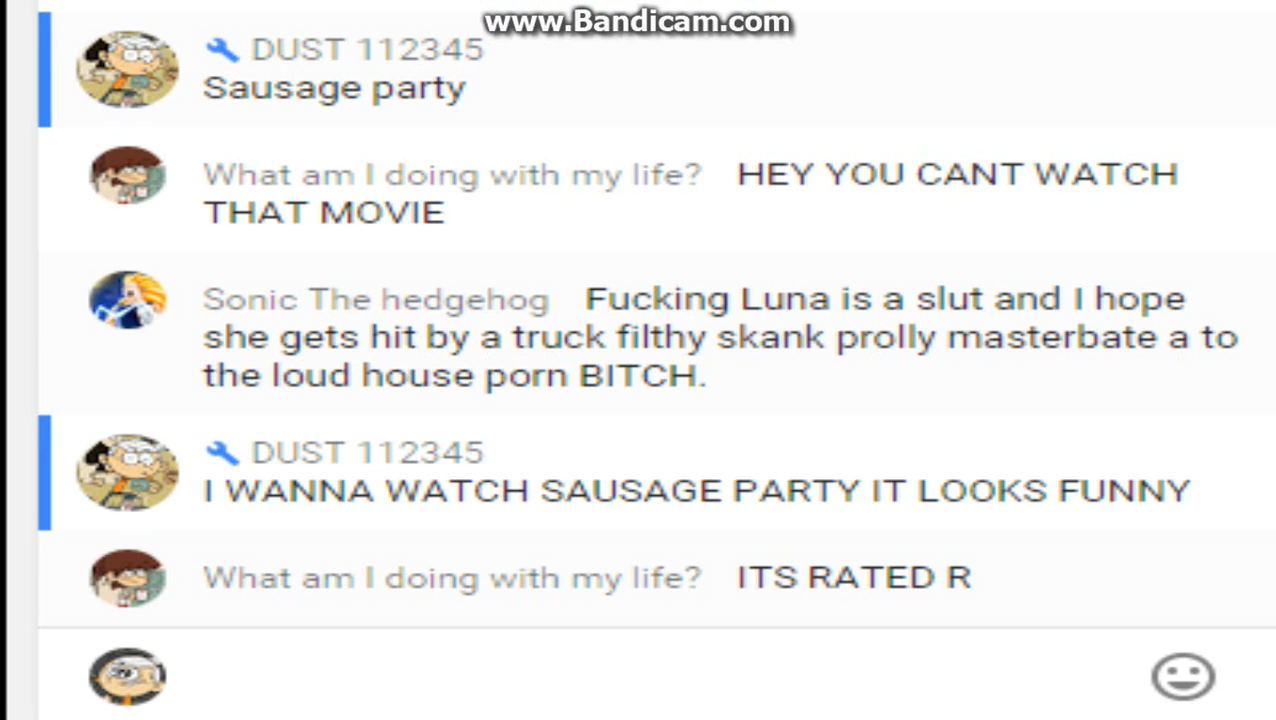 www.Bandicam.com
DUST 112345
Sausage party
What am I doing with my life? HEY YOU CANT WATCH
THAT MOVIE
Sonic The hedgehog Fucking Luna is a slut and I hope
she gets hit by a truck filthy skank prolly masterbate a to
the loud house porn BITCH.
DUST 112345
I WANNA WATCH SAUSAGE PARTY IT LOOKS FUNNY
What am I doing with my life? ITS RATED R